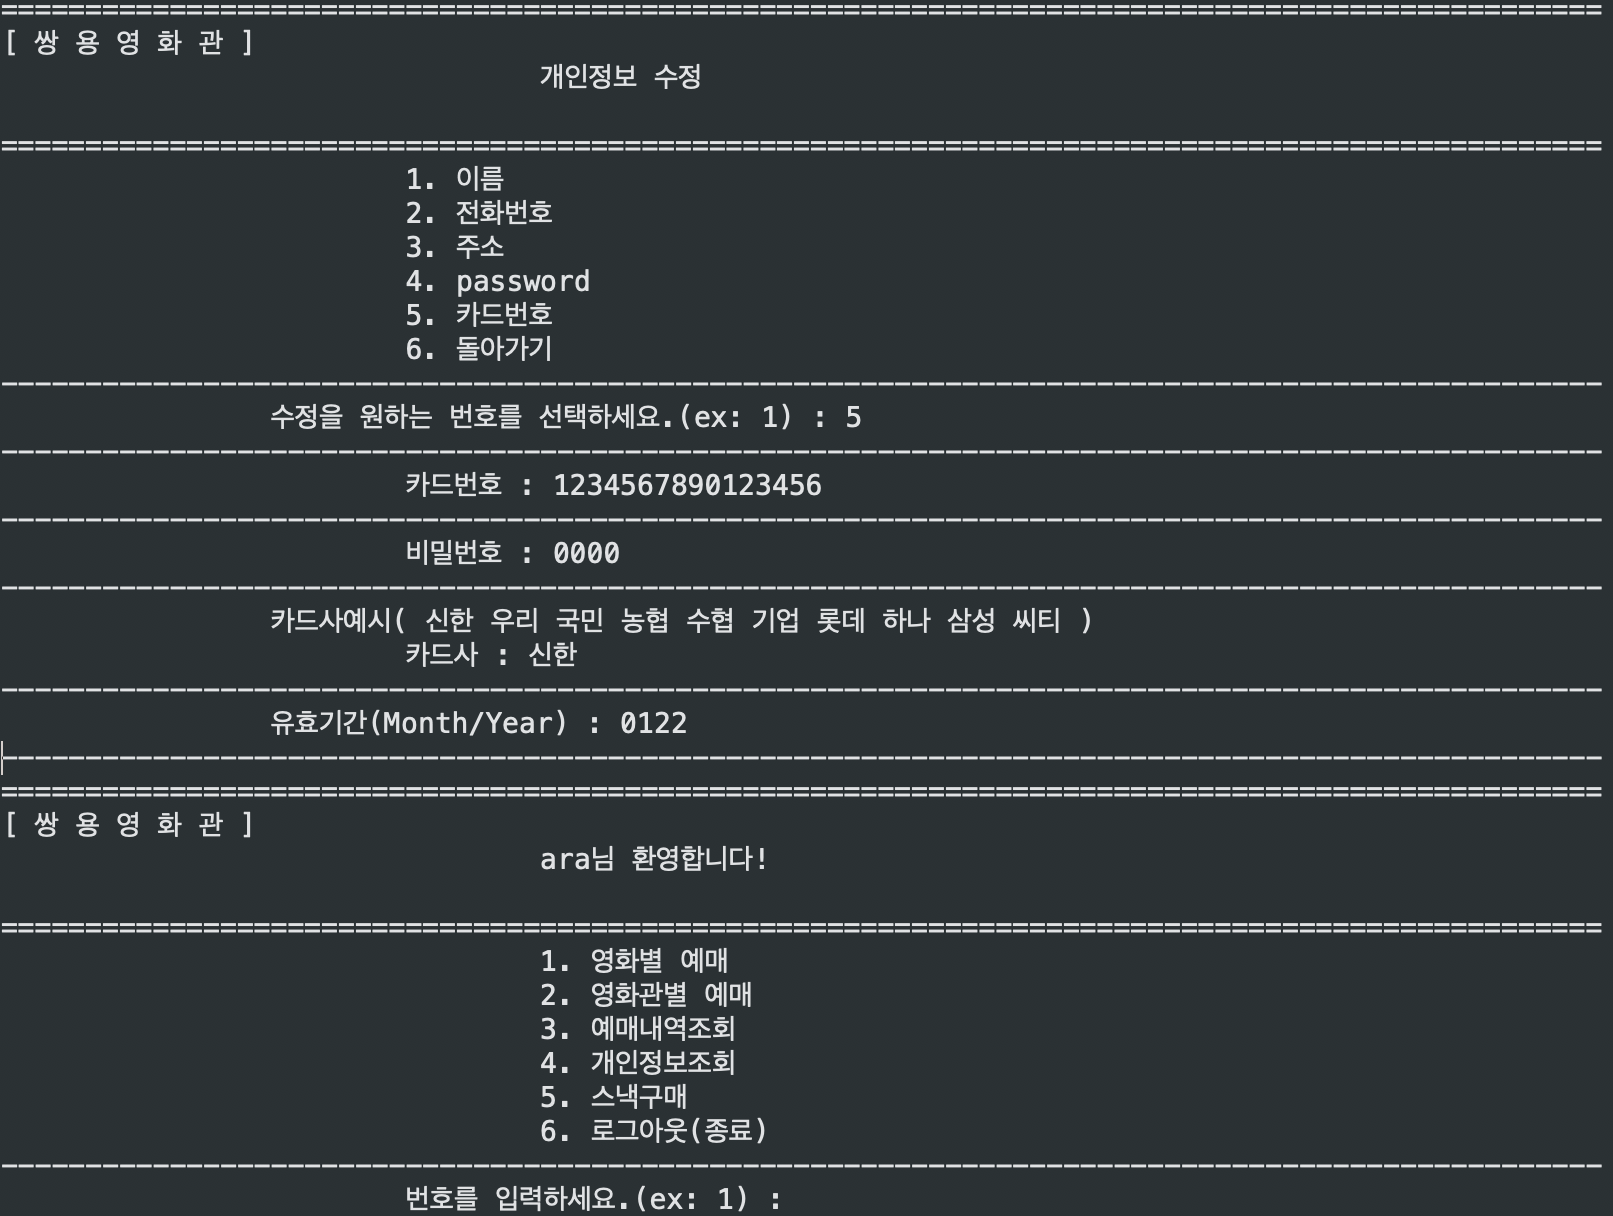 ====================================================================================================
[ 쌍 용 영 화 관 ]
개인정보 수정
====================================================================================================
1. 이름
2. 전화번호
3. 주소
4. password
5. 카드번호
6. 돌아가기
----------------------------------------------------------------------------------------------------
수정을 원하는 번호를 선택하세요.(ex: 1) : 5
----------------------------------------------------------------------------------------------------
카드번호 : 1234567890123456
----------------------------------------------------------------------------------------------------
비밀번호 : 0000
----------------------------------------------------------------------------------------------------
카드사예시( 신한 우리 국민 농협 수협 기업 롯데 하나 삼성 씨티 )
카드사 : 신한
----------------------------------------------------------------------------------------------------
유효기간(Month/Year) : 0122
----------------------------------------------------------------------------------------------------
====================================================================================================
[ 쌍 용 영 화 관 ]
ara님 환영합니다!
====================================================================================================
1. 영화별 예매
2. 영화관별 예매
3. 예매내역조회
4. 개인정보조회
5. 스낵구매
6. 로그아웃(종료)
----------------------------------------------------------------------------------------------------
번호를 입력하세요.(ex: 1) :